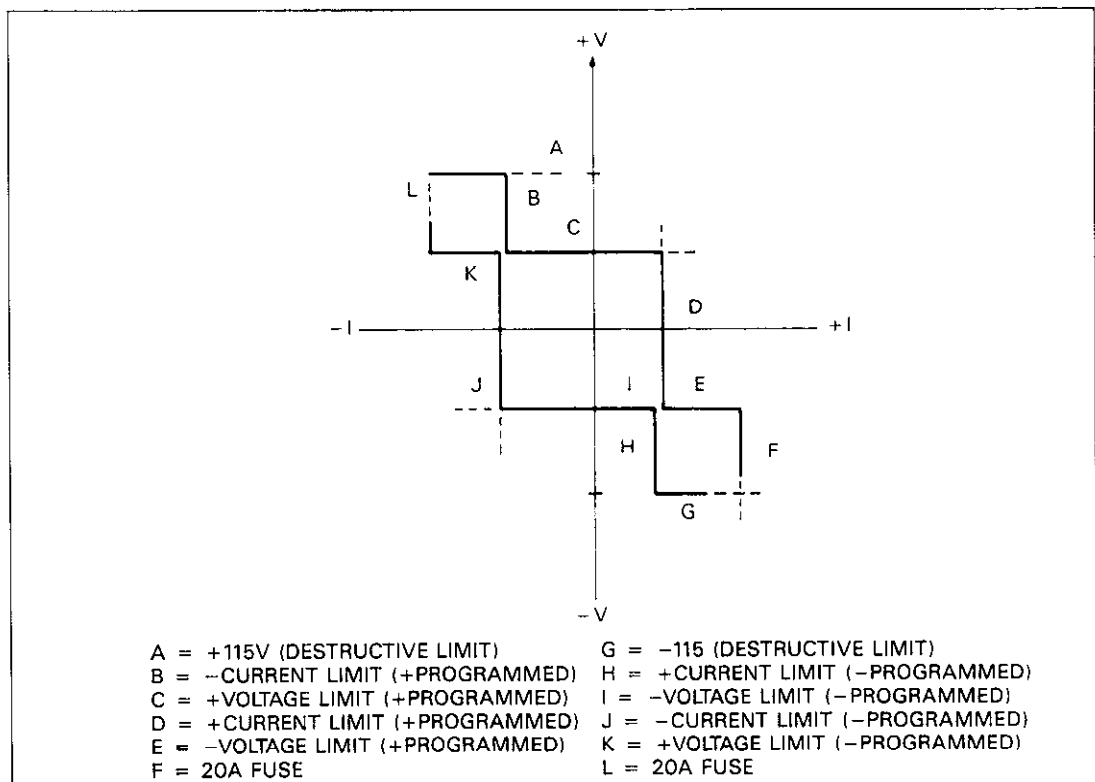 +V
A
L
B
C
K
D
-I
+I
J
I
E
H
F
G
-V
A = +115V (DESTRUCTIVE LIMIT)
B = -CURRENT LIMIT (+PROGRAMMED)
C = +VOLTAGE LIMIT (+PROGRAMMED)
D = +CURRENT LIMIT (+PROGRAMMED)
E = -VOLTAGE LIMIT (+PROGRAMMED)
F = 20A FUSE
G = -115 (DESTRUCTIVE LIMIT)
H = +CURRENT LIMIT (-PROGRAMMED)
I = -VOLTAGE LIMIT (-PROGRAMMED)
J = -CURRENT LIMIT (-PROGRAMMED)
K = +VOLTAGE LIMIT (-PROGRAMMED)
L = 20A FUSE